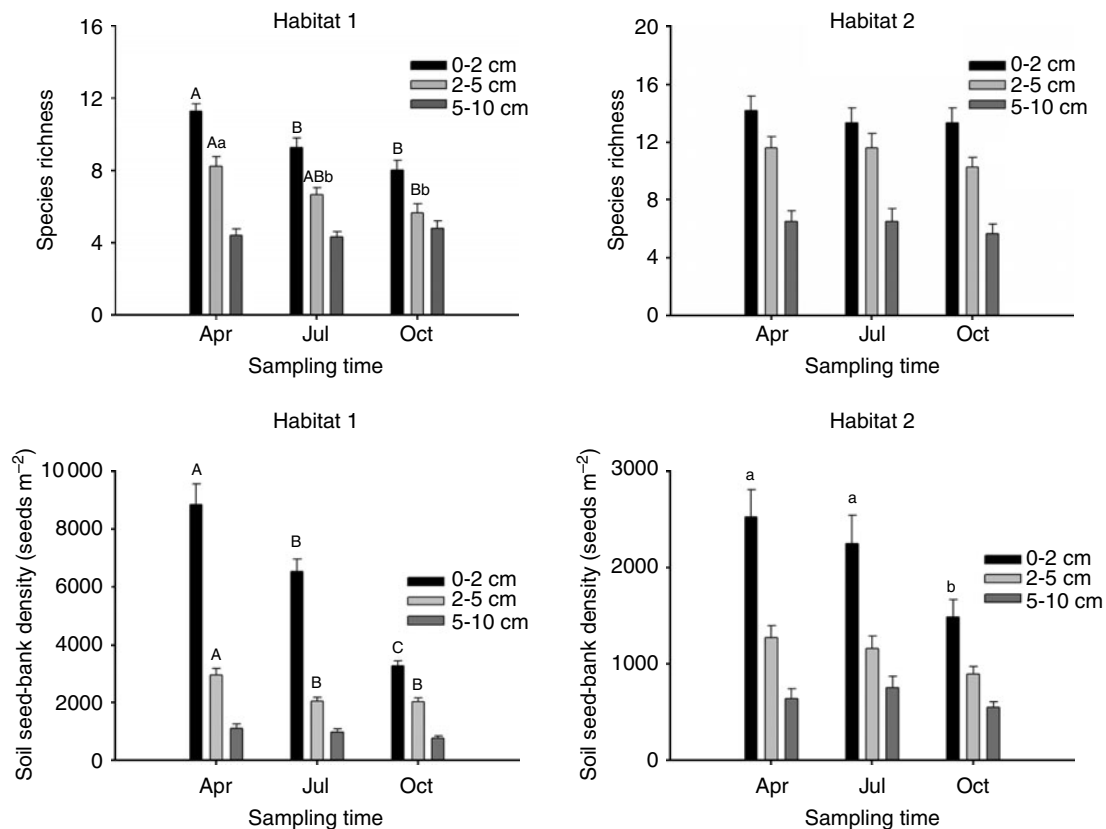 Habitat 1
16
12
8
4
0
Species richness
0-2 cm
2-5 cm
5-10 cm
A
Aa
B
ABb
B
Bb
Apr
Jul
Oct
Sampling time
Habitat 2
20
16
12
8
4
0
Species richness
0-2 cm
2-5 cm
5-10 cm
Apr
Jul
Oct
Sampling time
Habitat 1
10 000
8000
6000
4000
2000
0
Soil seed-bank density (seeds m⁻²)
0-2 cm
2-5 cm
5-10 cm
A
A
B
B
C
B
Apr
Jul
Oct
Sampling time
Habitat 2
3000
2000
1000
0
Soil seed-bank density (seeds m⁻²)
0-2 cm
2-5 cm
5-10 cm
a
a
b
Apr
Jul
Oct
Sampling time